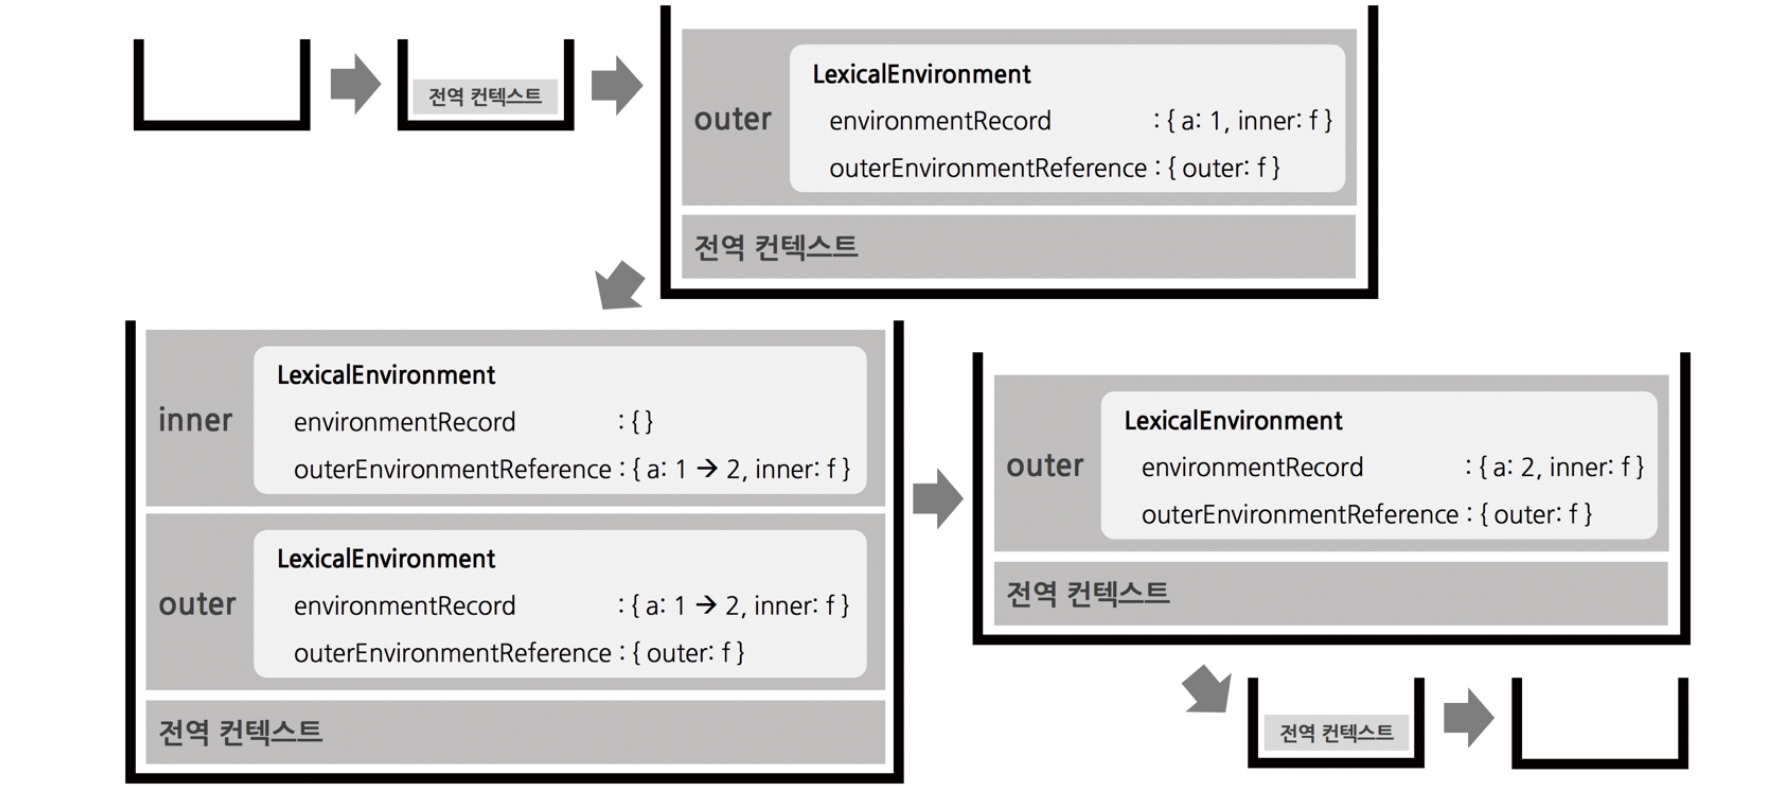 전역 컨텍스트
outer
LexicalEnvironment
environmentRecord : { a: 1, inner: f }
outerEnvironmentReference : { outer: f }
전역 컨텍스트
inner
LexicalEnvironment
environmentRecord : { }
outerEnvironmentReference : { a: 1 → 2, inner: f }
outer
LexicalEnvironment
environmentRecord : { a: 1 → 2, inner: f }
outerEnvironmentReference : { outer: f }
전역 컨텍스트
outer
LexicalEnvironment
environmentRecord : { a: 2, inner: f }
outerEnvironmentReference : { outer: f }
전역 컨텍스트
전역 컨텍스트